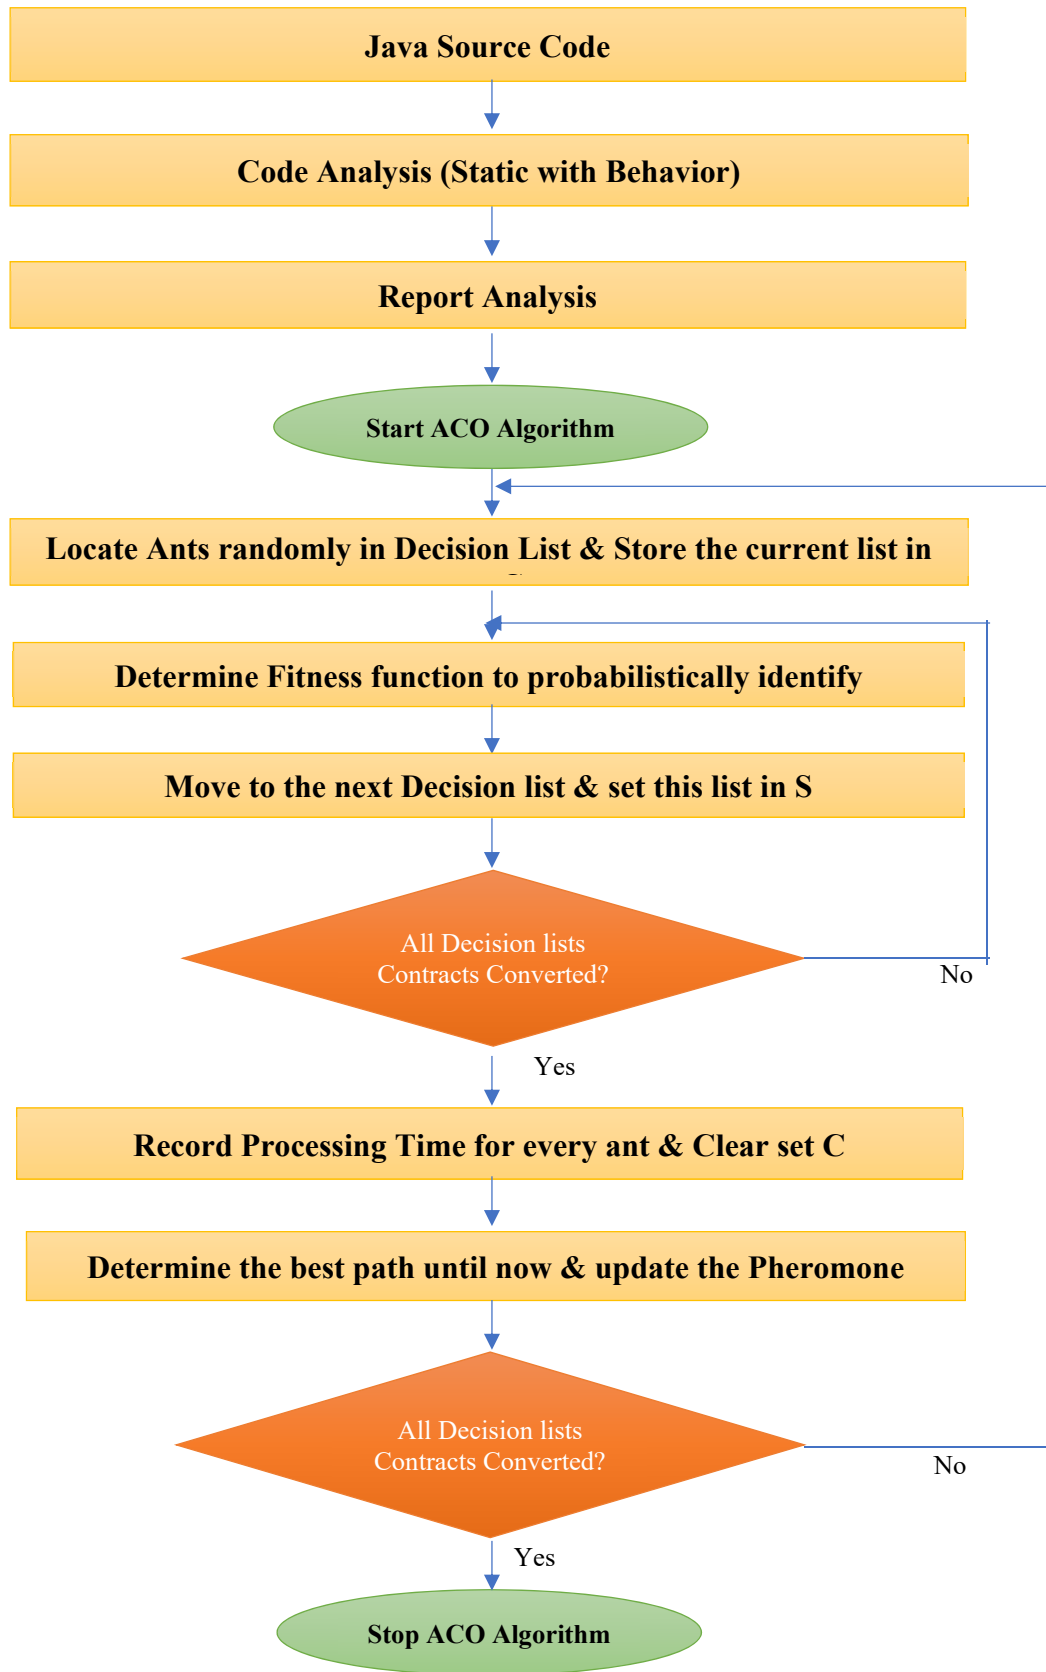 Java Source Code
Code Analysis (Static with Behavior)
Report Analysis
Start ACO Algorithm
Locate Ants randomly in Decision List & Store the current list in
Determine Fitness function to probabilistically identify
Move to the next Decision list & set this list in S
All Decision lists
Contracts Converted?
No
Yes
Record Processing Time for every ant & Clear set C
Determine the best path until now & update the Pheromone
All Decision lists
Contracts Converted?
No
Yes
Stop ACO Algorithm